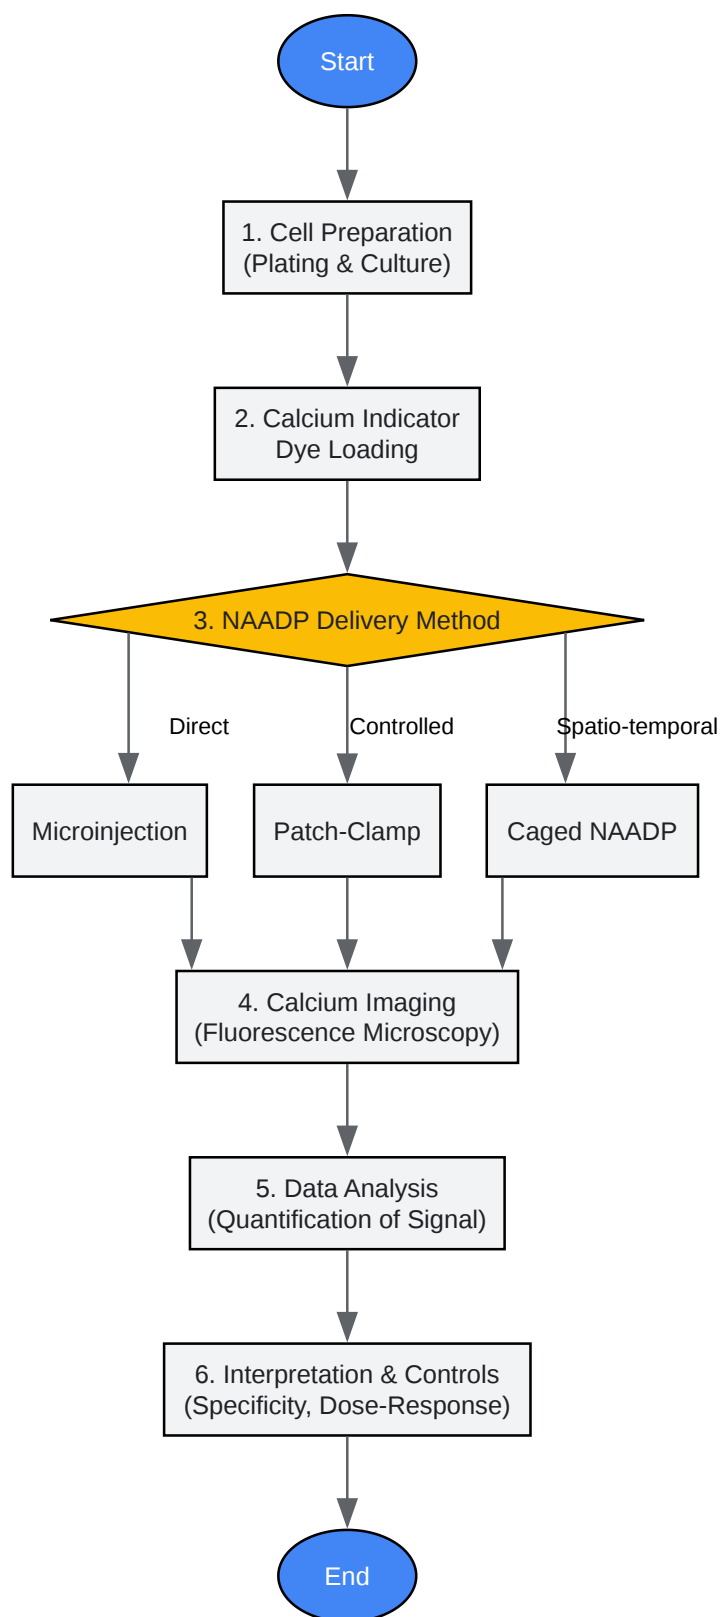 Start
1. Cell Preparation
(Plating & Culture)
2. Calcium Indicator
Dye Loading
3. NAADP Delivery Method
Direct
Controlled
Spatio-temporal
Microinjection
Patch-Clamp
Caged NAADP
4. Calcium Imaging
(Fluorescence Microscopy)
5. Data Analysis
(Quantification of Signal)
6. Interpretation & Controls
(Specificity, Dose-Response)
End